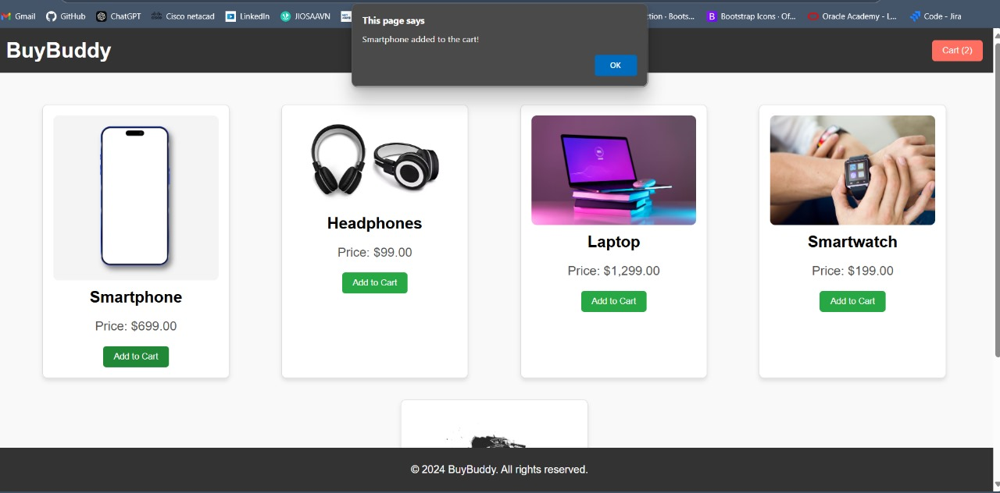 Gmail GitHub ChatGPT Cisco netacad LinkedIn JIOSAAVN ction · Boots... Bootstrap Icons · Of... Oracle Academy - L... Code - Jira
This page says
Smartphone added to the cart!
OK
BuyBuddy
Cart (2)
Smartphone
Price: $699.00
Add to Cart
Headphones
Price: $99.00
Add to Cart
Laptop
Price: $1,299.00
Add to Cart
Smartwatch
Price: $199.00
Add to Cart
© 2024 BuyBuddy. All rights reserved.